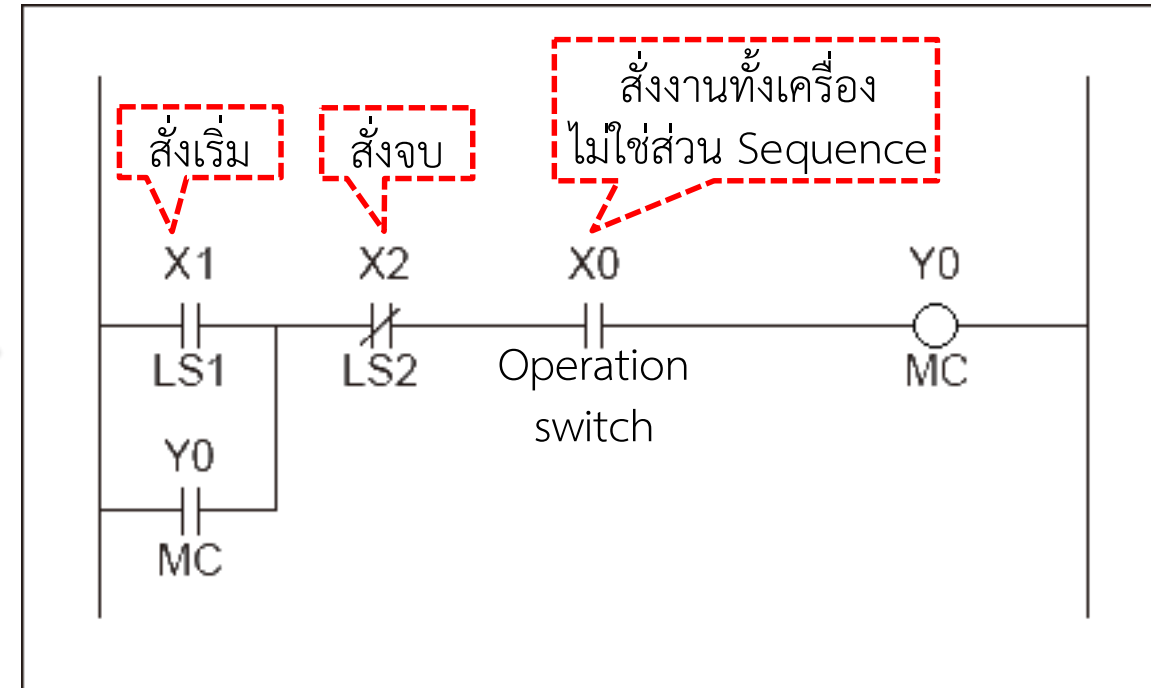 สั่งงานทั้งเครื่อง
ไม่ใช่ส่วน Sequence
สั่งเริ่ม
สั่งจบ
X1
X2
X0
Y0
LS1
LS2
Operation
switch
MC
Y0
MC